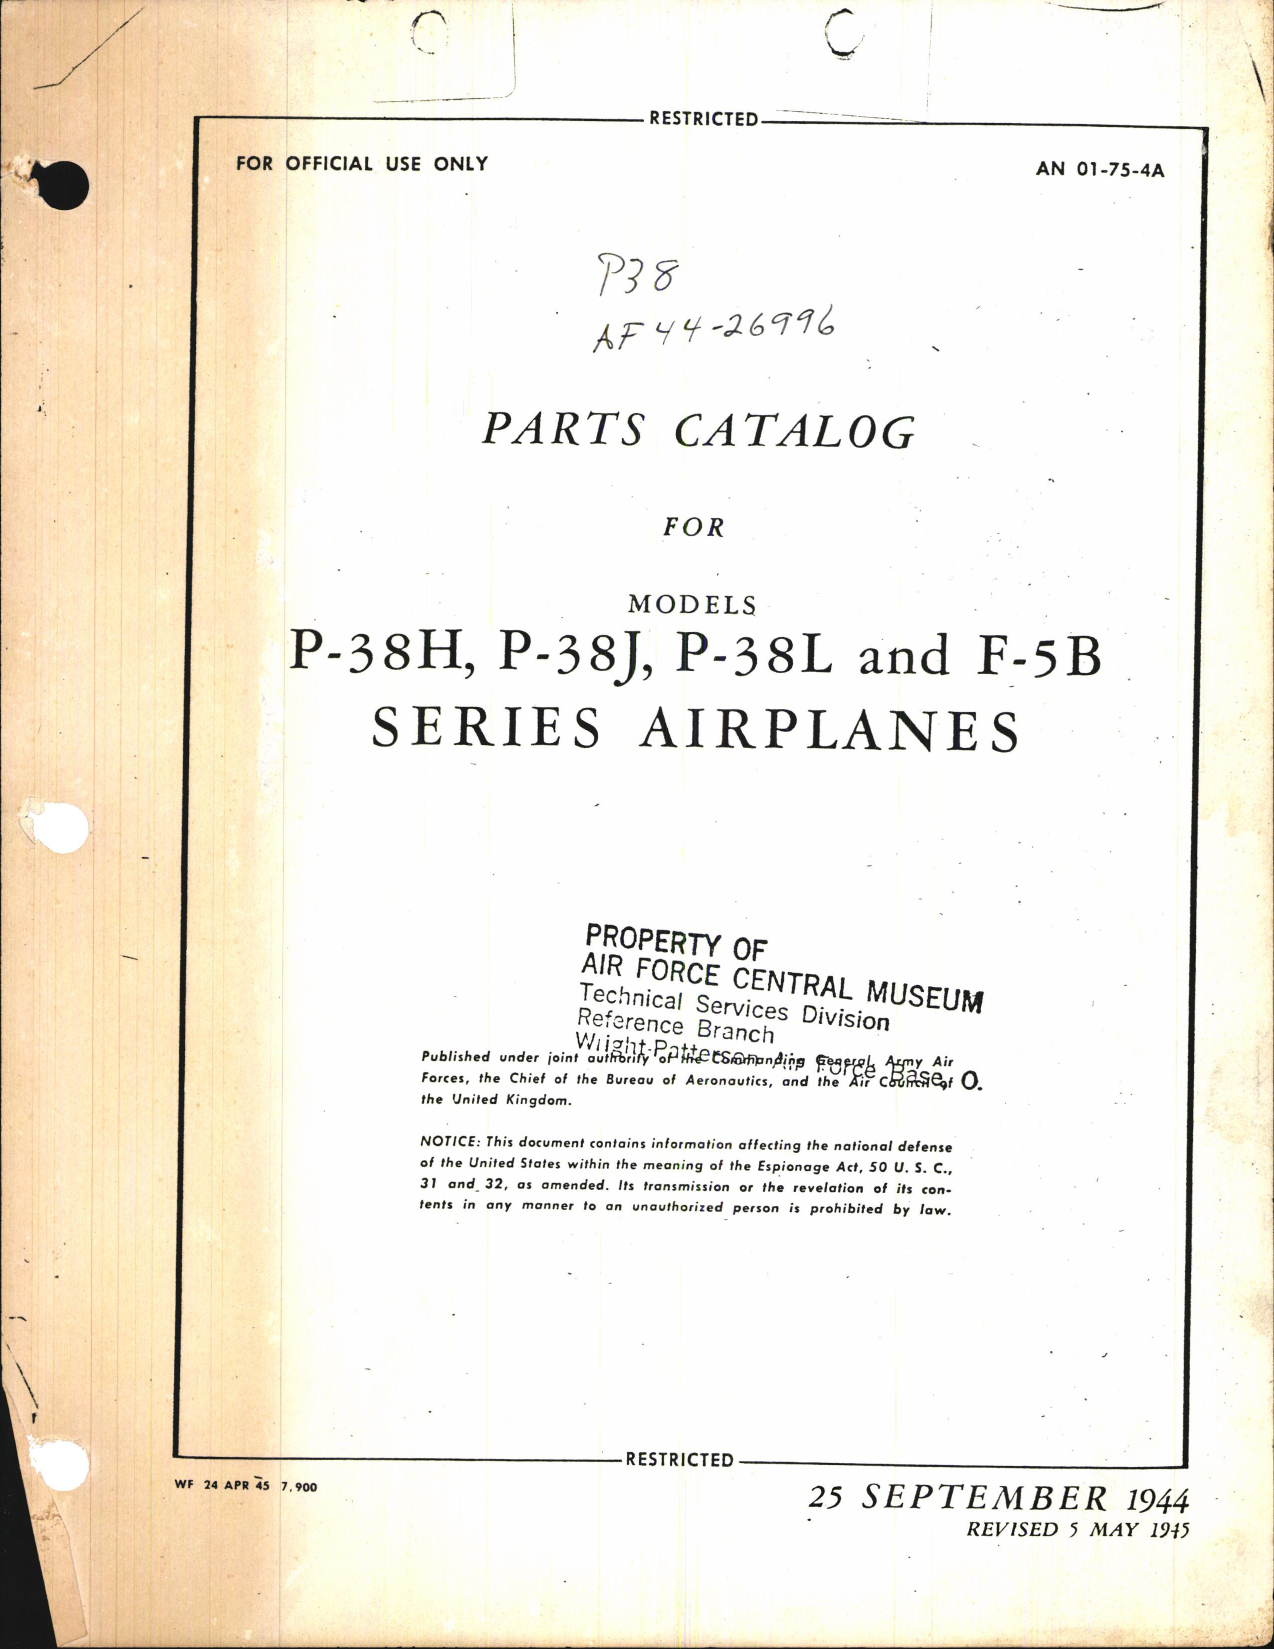 RESTRICTED
FOR OFFICIAL USE ONLY
AN 01-75-4A
P38
AF 44-26996
PARTS CATALOG
FOR
MODELS
P-38H, P-38J, P-38L and F-5B
SERIES AIRPLANES
PROPERTY OF
AIR FORCE CENTRAL MUSEUM
Technical Services Division
Reference Branch
Wright-Patterson Air Force Base, O.
Published under joint authority of the Commanding General, Army Air
Forces, the Chief of the Bureau of Aeronautics, and the Air Council of
the United Kingdom.
NOTICE: This document contains information affecting the national defense
of the United States within the meaning of the Espionage Act, 50 U. S. C.,
31 and 32, as amended. Its transmission or the revelation of its con-
tents in any manner to an unauthorized person is prohibited by law.
RESTRICTED
WF 24 APR 45 7,900
25 SEPTEMBER 1944
REVISED 5 MAY 1945